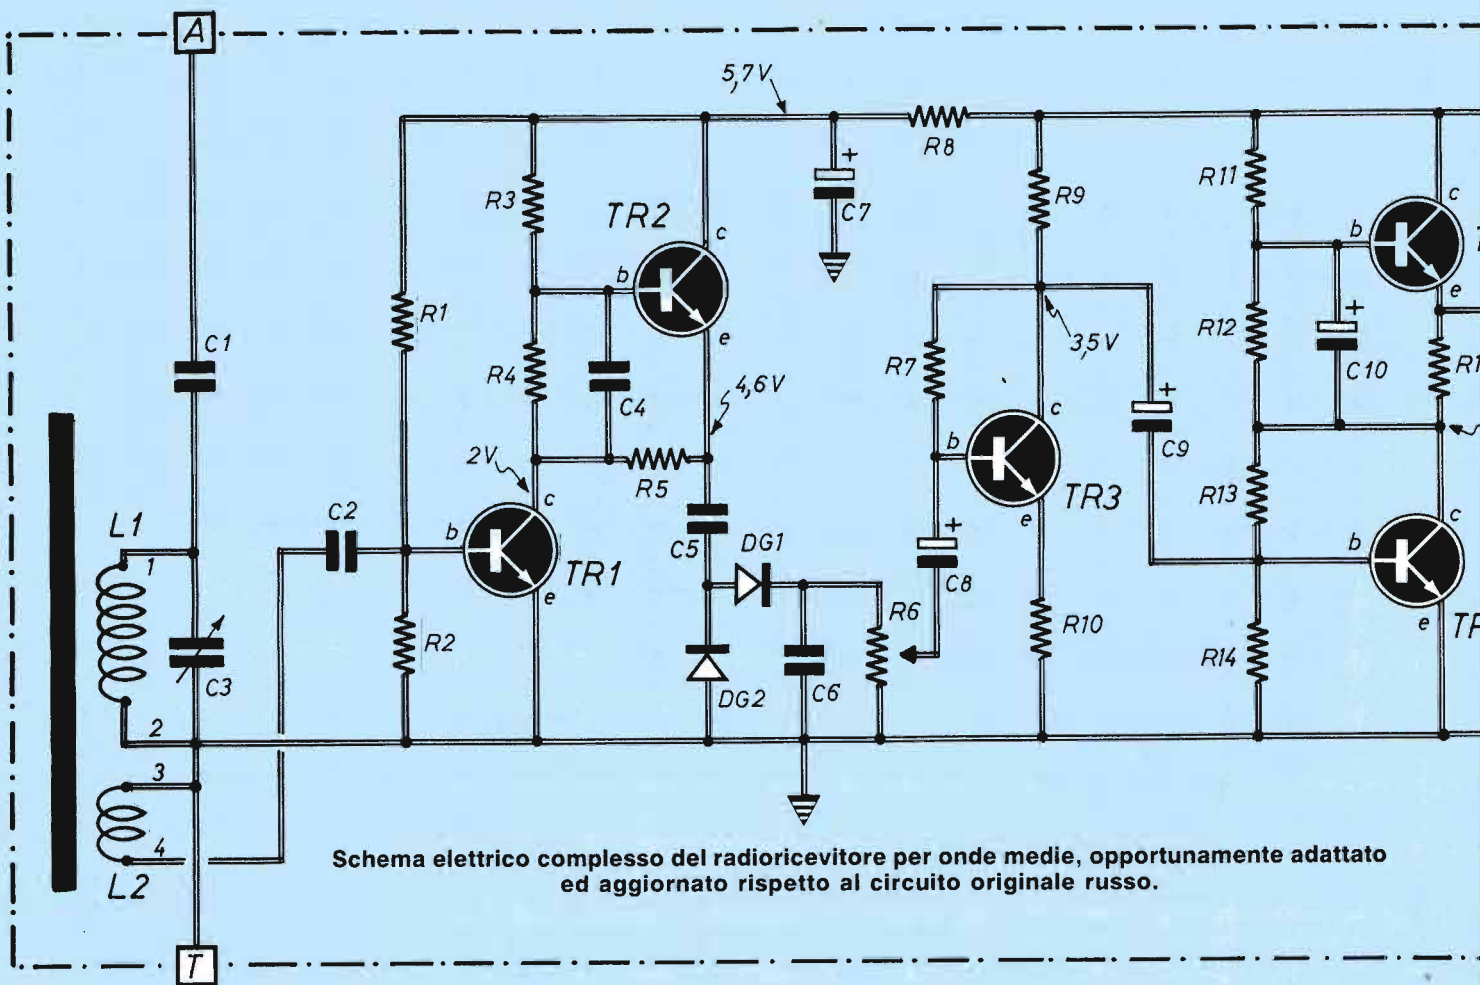 A
5,7V
R8
R3
TR2
c
b
e
C7
R9
R11
c
b
e
R1
C1
R4
C4
4,6V
R7
3,5V
R12
C10
2V
R5
c
b
e
TR3
C9
R13
L1
1
C2
b
c
e
TR1
C5
DG1
C8
c
b
e
R2
C3
2
DG2
C6
R6
R10
R14
3
4
L2
Schema elettrico complesso del radioricevitore per onde medie, opportunamente adattato
ed aggiornato rispetto al circuito originale russo.
T